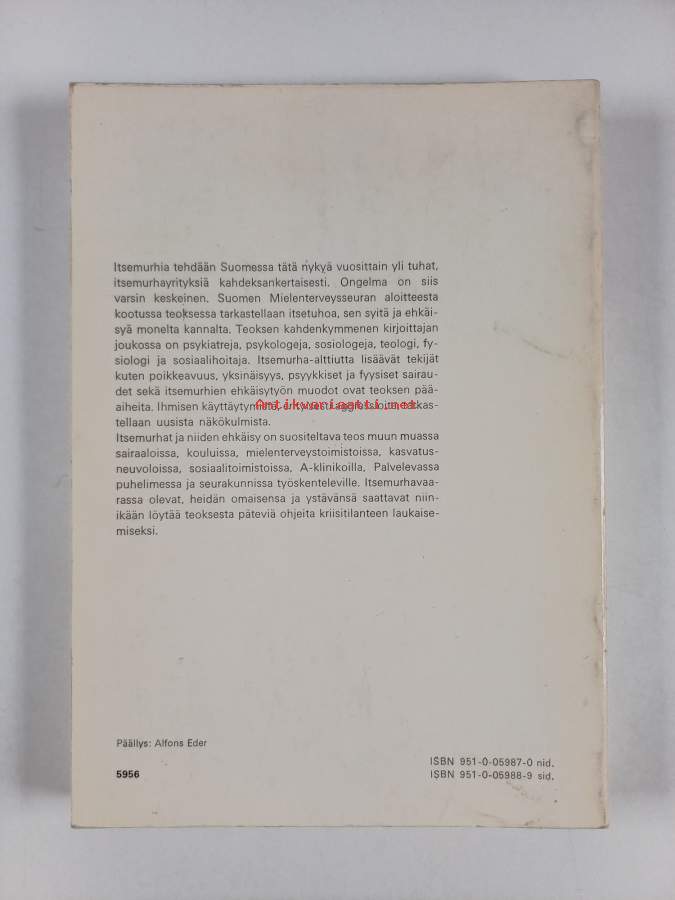 Itsemurhia tehdään Suomessa tätä nykyä vuosittain yli tuhat,
itsemurhayrityksiä kahdeksankertaisesti. Ongelma on siis
varsin keskeinen. Suomen Mielenterveysseuran aloitteesta
kootussa teoksessa tarkastellaan itsetuhoa, sen syitä ja ehkäi-
syä monelta kannalta. Teoksen kahdenkymmenen kirjoittajan
joukossa on psykiatreja, psykologeja, sosiologeja, teologi, fy-
siologi ja sosiaalihoitaja. Itsemurha-alttiutta lisäävät tekijät
kuten poikkeavuus, yksinäisyys, psyykkiset ja fyysiset sairau-
det sekä itsemurhien ehkäisytyön muodot ovat teoksen pää-
aiheita. Ihmisen käyttäytymistä, erityisesti aggressioita, tarkas-
Antikvariaatti.net
tellaan uusista näkökulmista.
Itsemurhat ja niiden ehkäisy on suositeltava teos muun muassa
sairaaloissa, kouluissa, mielenterveystoimistoissa, kasvatus-
neuvoloissa, sosiaalitoimistoissa, A-klinikoilla, Palvelevassa
puhelimessa ja seurakunnissa työskenteleville. Itsemurhavaa-
rassa olevat, heidän omaisensa ja ystävänsä saattavat niin-
ikään löytää teoksesta päteviä ohjeita kriisitilanteen laukaise-
miseksi.
Päällys: Alfons Eder
5956
ISBN 951-0-05987-0 nid.
ISBN 951-0-05988-9 sid.